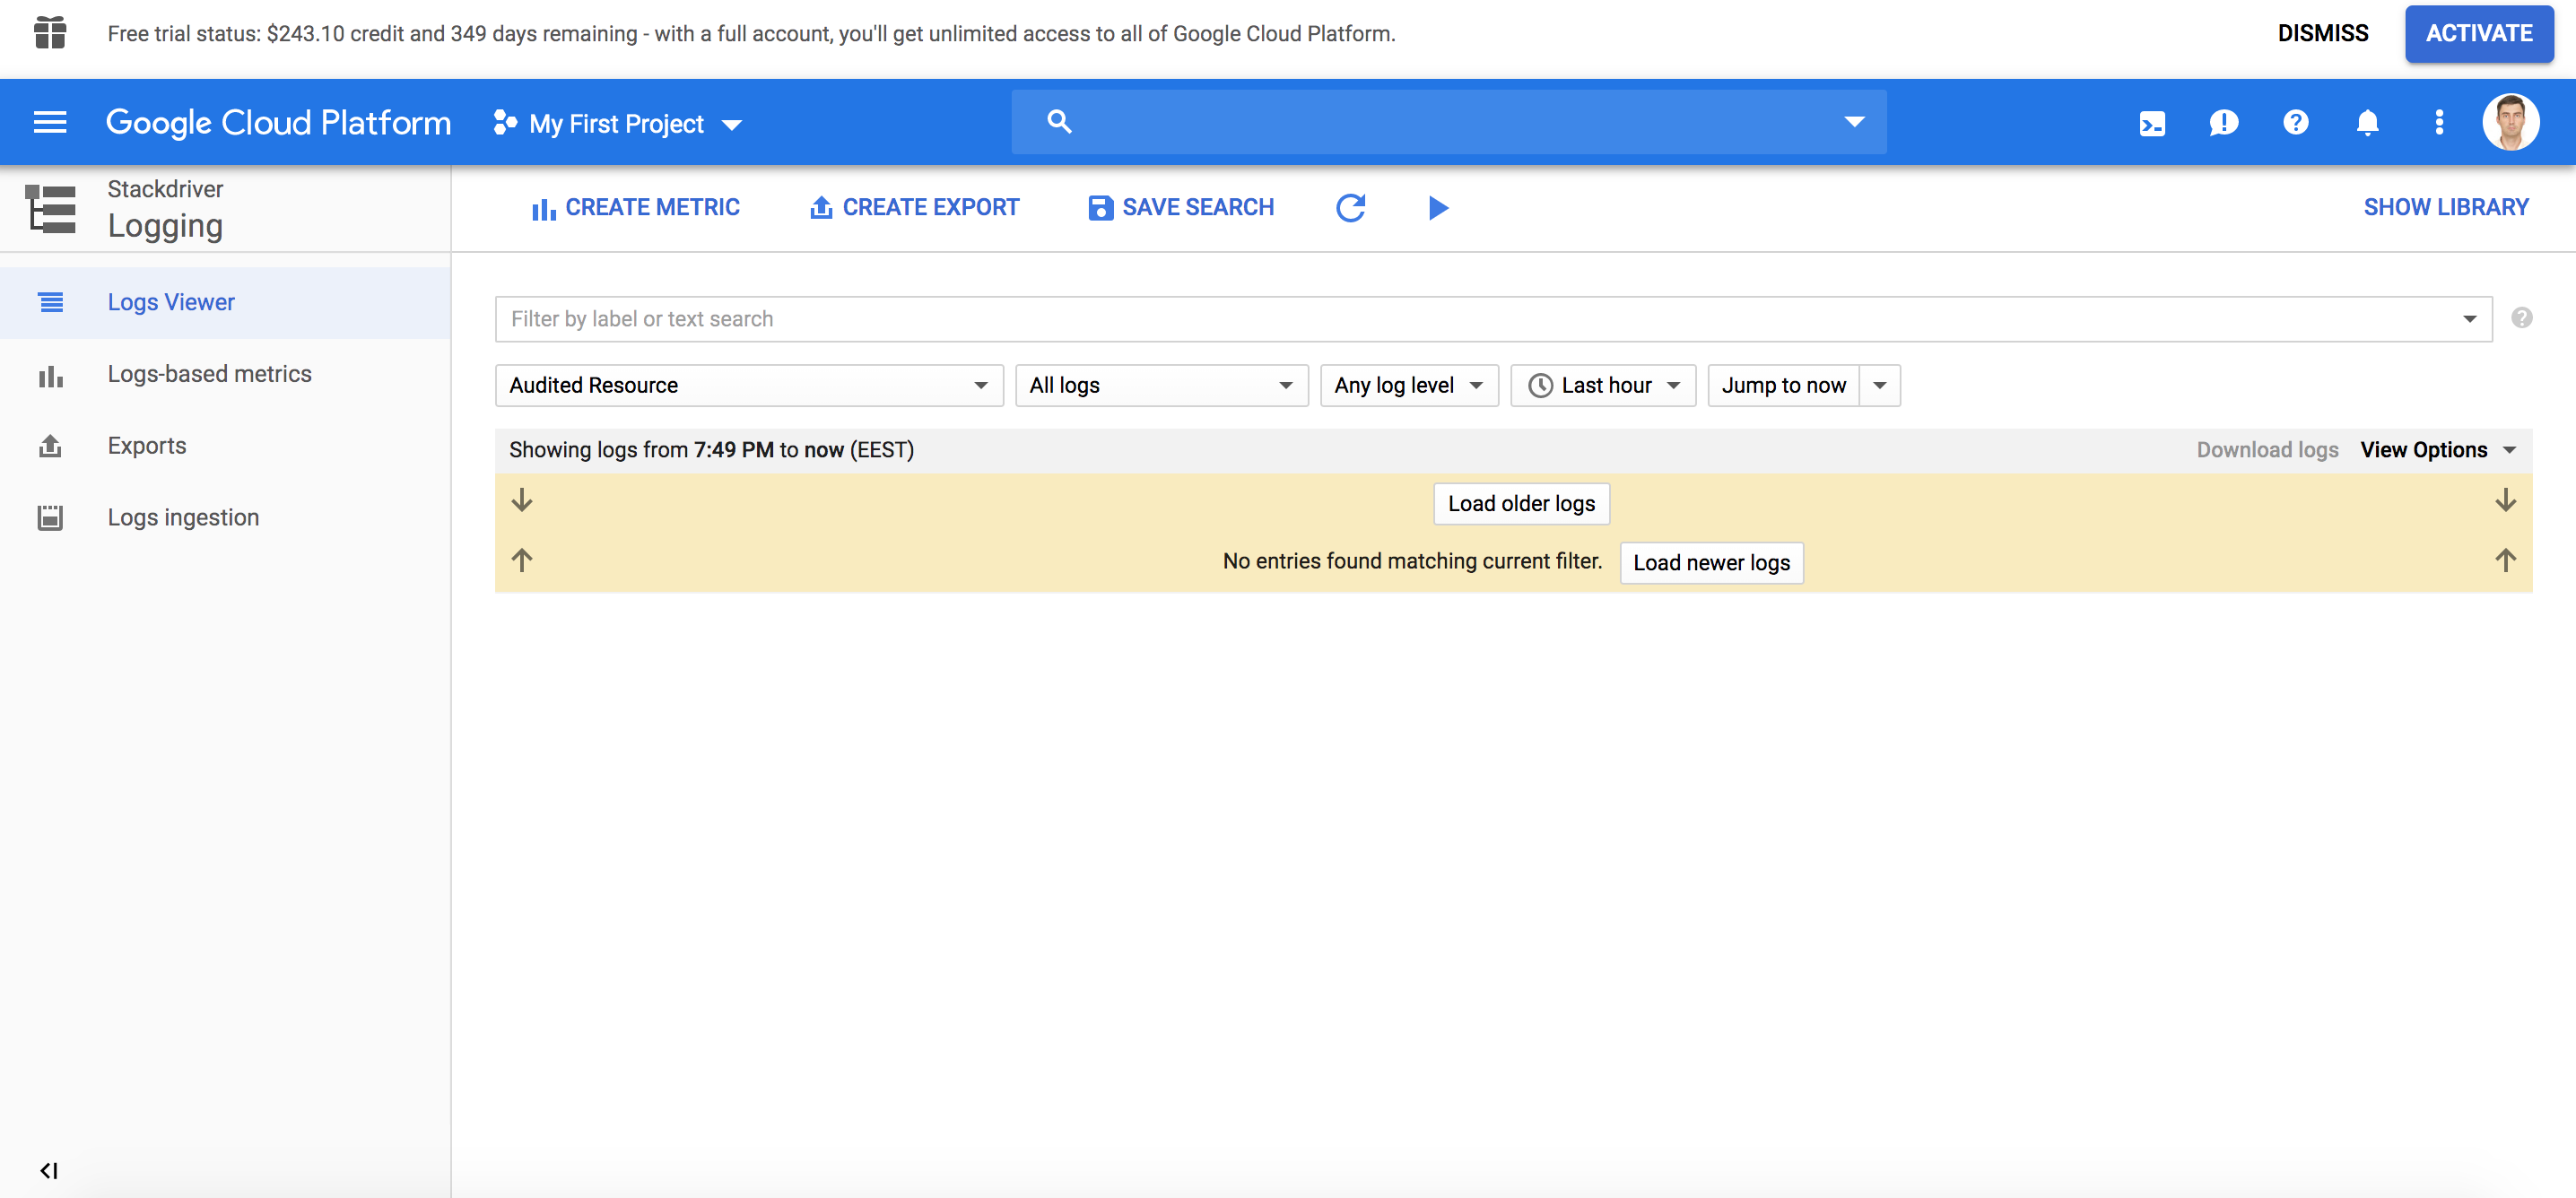 Free trial status: $243.10 credit and 349 days remaining - with a full account, you'll get unlimited access to all of Google Cloud Platform.
DISMISS
ACTIVATE
Google Cloud Platform
My First Project
Stackdriver
Logging
CREATE METRIC
CREATE EXPORT
SAVE SEARCH
SHOW LIBRARY
Logs Viewer
Logs-based metrics
Exports
Logs ingestion
Filter by label or text search
Audited Resource
All logs
Any log level
Last hour
Jump to now
Showing logs from 7:49 PM to now (EEST)
Download logs
View Options
Load older logs
No entries found matching current filter.
Load newer logs